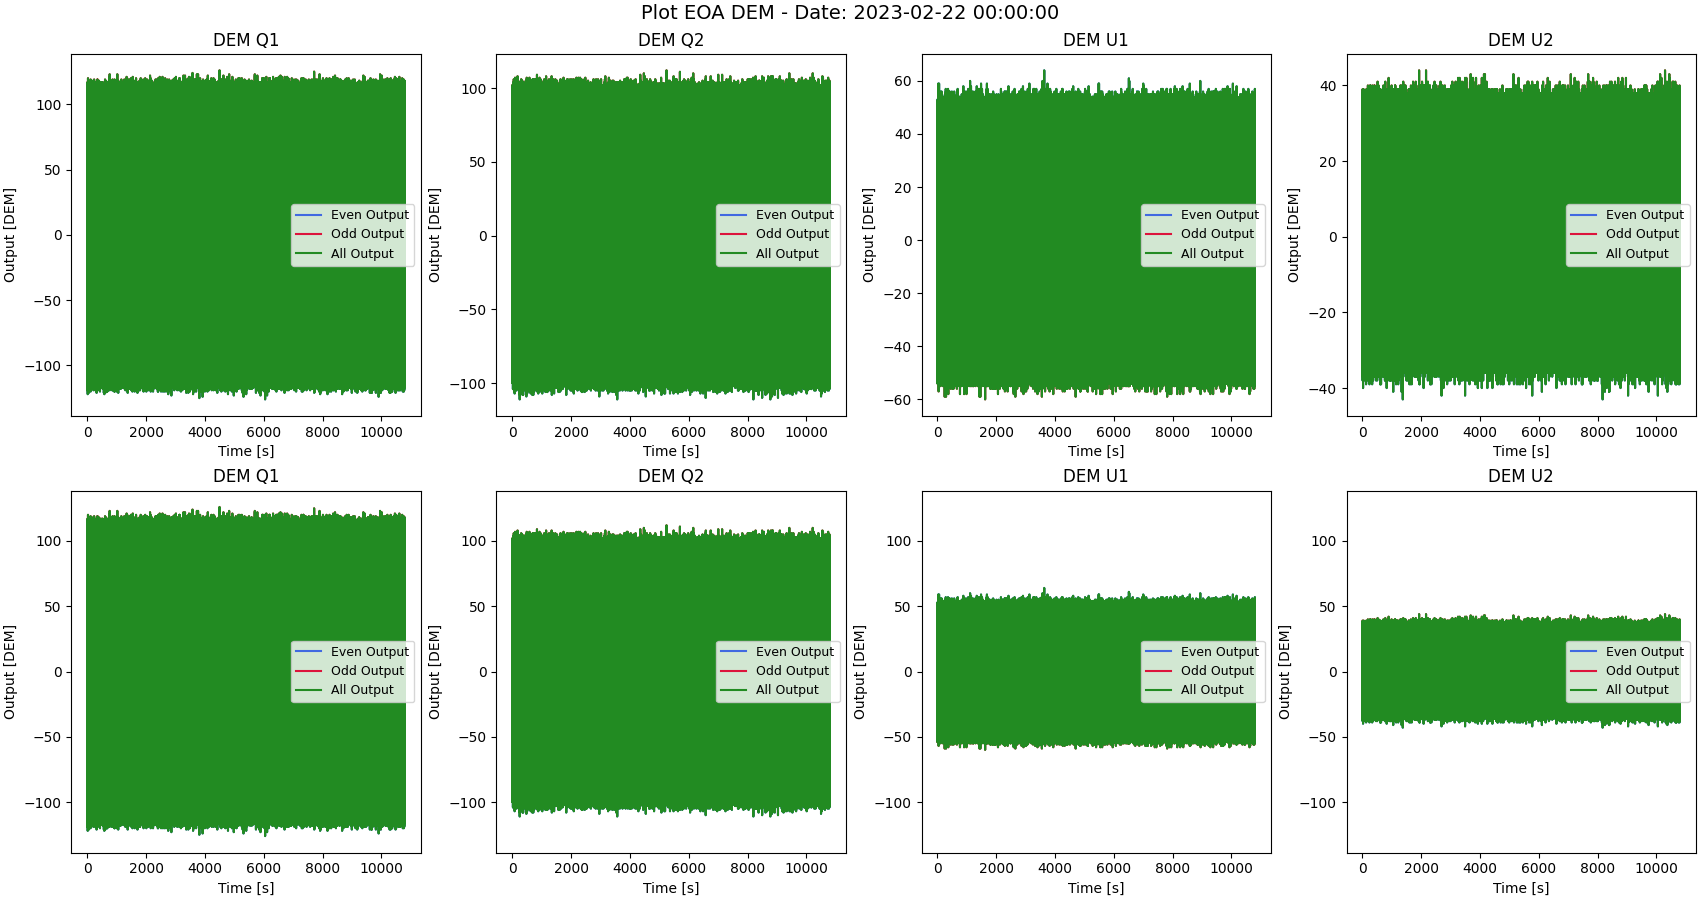 Plot EOA DEM - Date: 2023-02-22 00:00:00
DEM Q1
Output [DEM]
100
50
0
−50
−100
Even Output
Odd Output
All Output
0 2000 4000 6000 8000 10000
Time [s]
DEM Q2
Output [DEM]
100
50
0
−50
−100
Even Output
Odd Output
All Output
0 2000 4000 6000 8000 10000
Time [s]
DEM U1
Output [DEM]
60
40
20
0
−20
−40
−60
Even Output
Odd Output
All Output
0 2000 4000 6000 8000 10000
Time [s]
DEM U2
Output [DEM]
40
20
0
−20
−40
Even Output
Odd Output
All Output
0 2000 4000 6000 8000 10000
Time [s]
DEM Q1
Output [DEM]
100
50
0
−50
−100
Even Output
Odd Output
All Output
0 2000 4000 6000 8000 10000
Time [s]
DEM Q2
Output [DEM]
100
50
0
−50
−100
Even Output
Odd Output
All Output
0 2000 4000 6000 8000 10000
Time [s]
DEM U1
Output [DEM]
100
50
0
−50
−100
Even Output
Odd Output
All Output
0 2000 4000 6000 8000 10000
Time [s]
DEM U2
Output [DEM]
100
50
0
−50
−100
Even Output
Odd Output
All Output
0 2000 4000 6000 8000 10000
Time [s]